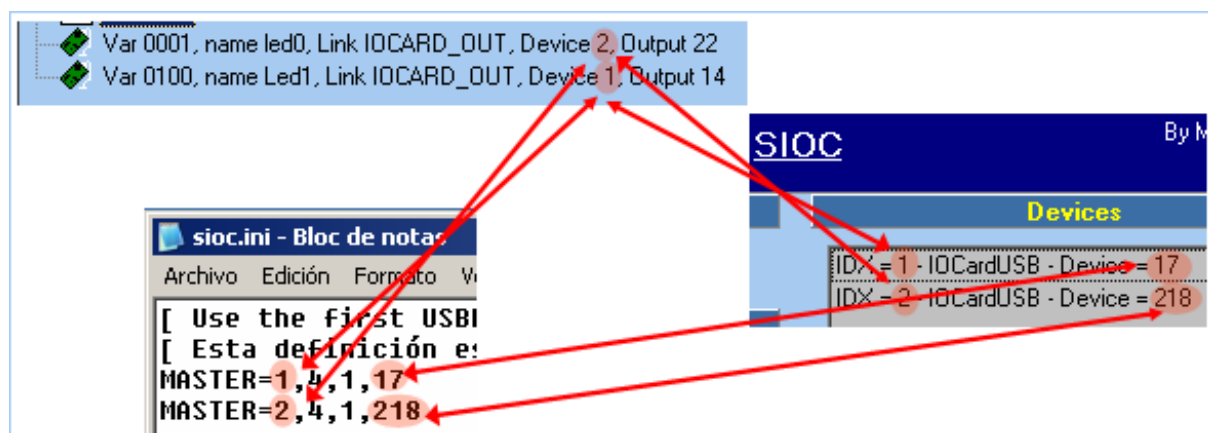 Var 0001, name led0, Link IOCARD_OUT, Device 2, Output 22
Var 0100, name Led1, Link IOCARD_OUT, Device 1, Output 14
SIOC
By M
Devices
IDX = 1 - IOCardUSB - Device = 17
IDX = 2 - IOCardUSB - Device = 218
sioc.ini - Bloc de notas
Archivo Edición Formato
[ Use the first
[ Esta definición
MASTER=1,4,1,17
MASTER=2,4,1,218